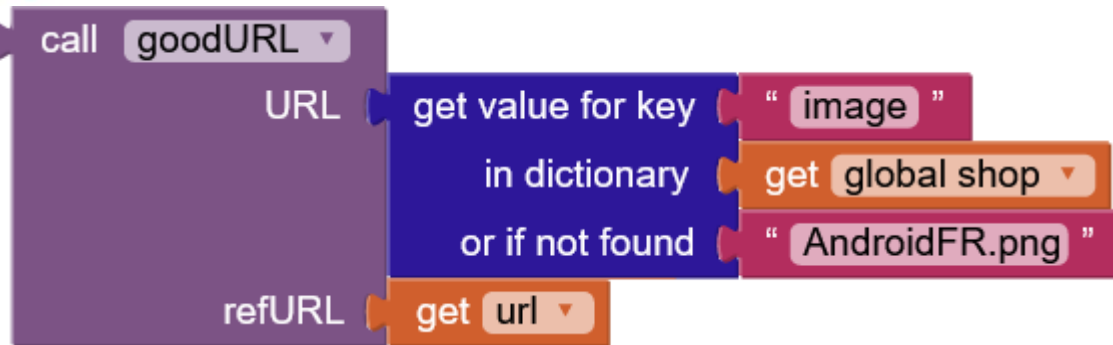 call goodURL
URL get value for key “ image ”
in dictionary get global shop
or if not found “ AndroidFR.png ”
refURL get url